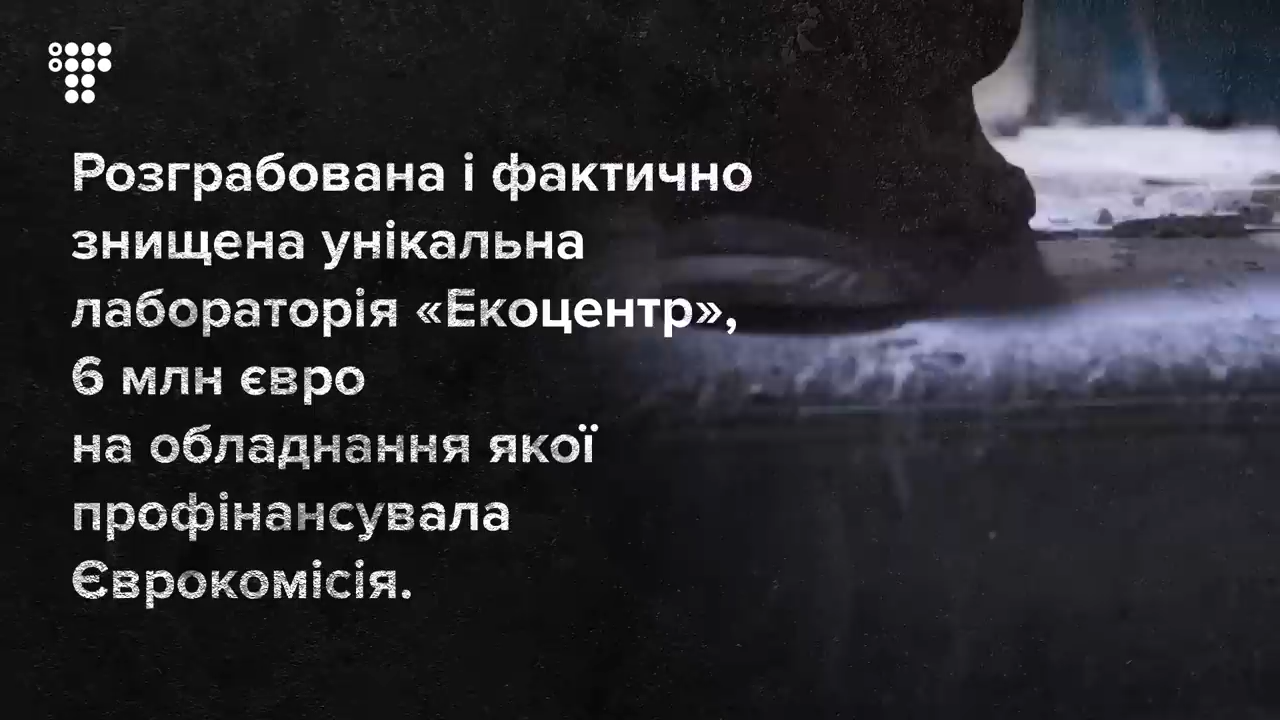 Розграбована і фактично
знищена унікальна
лабораторія «Екоцентр»,
6 млн євро
на обладнання якої
профінансувала
Єврокомісія.